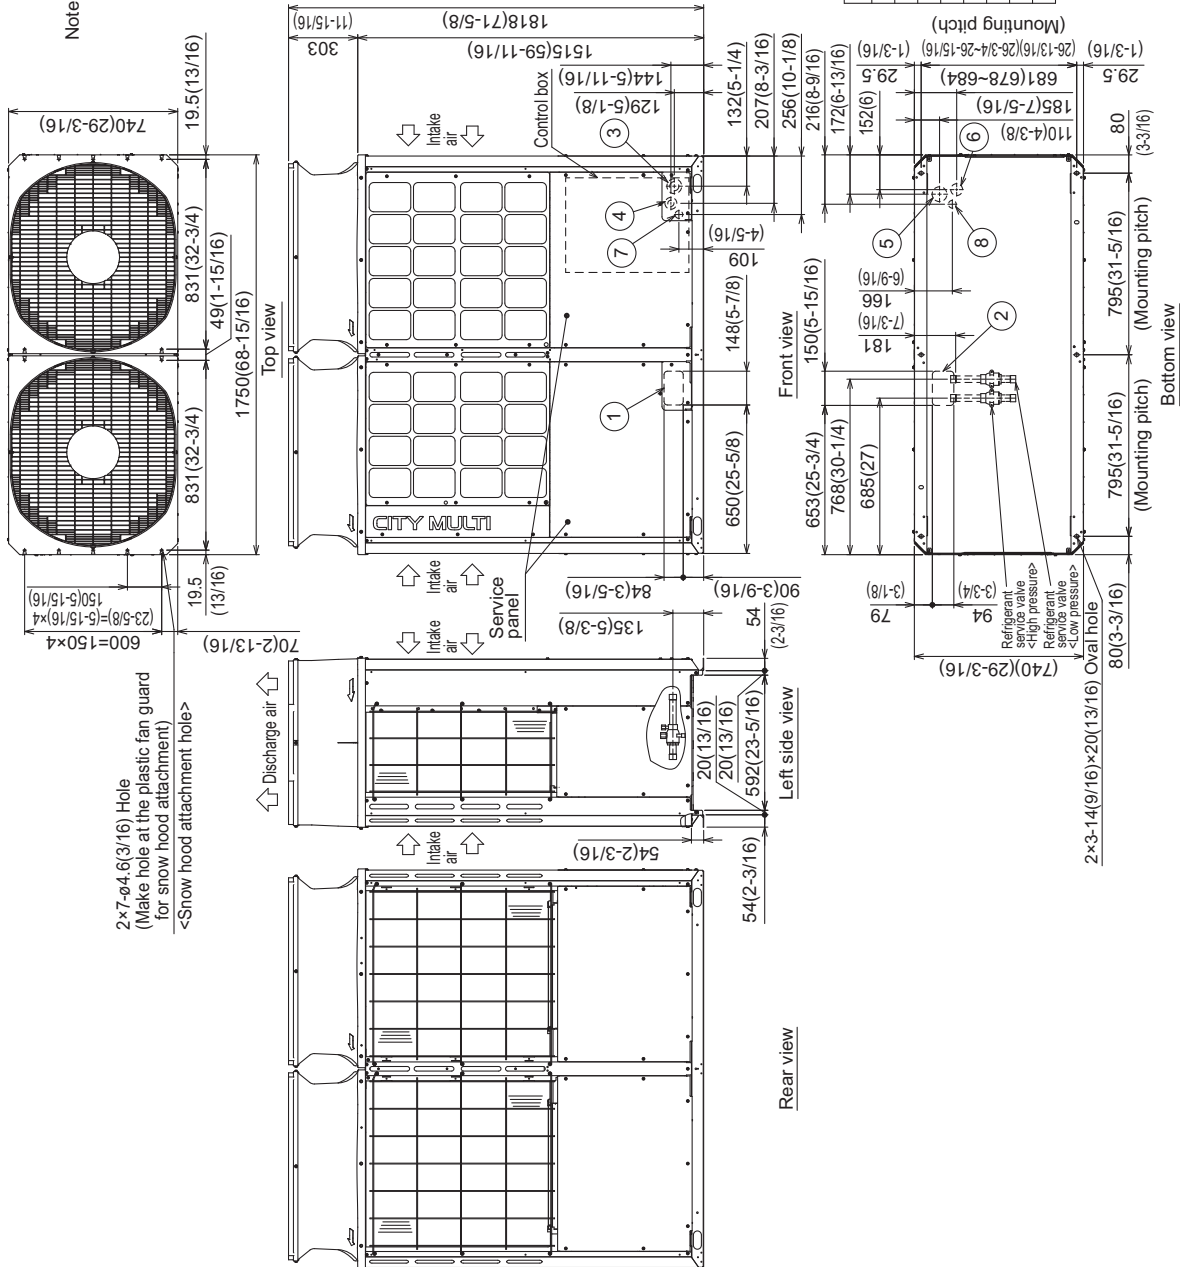 Note
740(29-3/16)
19.5(13/16)
831(32-3/4)
49(1-15/16)
831(32-3/4)
1750(68-15/16)
19.5
(13/16)
600=150×4
(23-5/8)=(5-15/16)×4
150(5-15/16)
70(2-13/16)
2×7-ø4.6(3/16) Hole
(Make hole at the plastic fan guard
for snow hood attachment)
<Snow hood attachment hole>
Top view
1818(71-5/8)
303
(11-15/16)
1515(59-11/16)
144(5-11/16)
129(5-1/8)
Control box
Intake
air
3
4
7
109
(4-5/16)
132(5-1/4)
207(8-3/16)
256(10-1/8)
148(5-7/8)
1
650(25-5/8)
CITY MULTI
Intake
air
Service
panel
84(3-5/16)
90(3-9/16)
Front view
Discharge air
Intake
air
135(5-3/8)
54
(2-3/16)
20(13/16)
20(13/16)
592(23-5/16)
54(2-3/16)
54(2-3/16)
Intake
air
Left side view
Rear view
(Mounting pitch)
681(678~684)
(26-13/16)(26-3/4~26-15/16)
29.5
(1-3/16)
29.5
(1-3/16)
185(7-5/16)
110(4-3/8)
216(8-9/16)
172(6-13/16)
152(6)
80
(3-3/16)
5
6
8
166
(6-9/16)
181
(7-3/16)
2
150(5-15/16)
653(25-3/4)
768(30-1/4)
685(27)
79
(3-1/8)
94
(3-3/4)
Refrigerant
service valve
<High pressure>
Refrigerant
service valve
<Low pressure>
(740)(29-3/16)
795(31-5/16)
(Mounting pitch)
795(31-5/16)
(Mounting pitch)
80(3-3/16)
2×3-14(9/16)×20(13/16) Oval hole
Bottom view